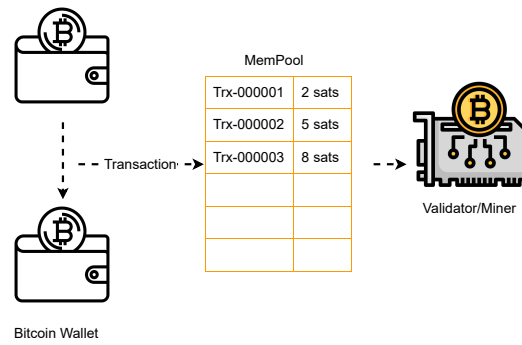 MemPool
Trx-000001 2 sats
Trx-000002 5 sats
Transaction
Trx-000003 8 sats
Validator/Miner
Bitcoin Wallet